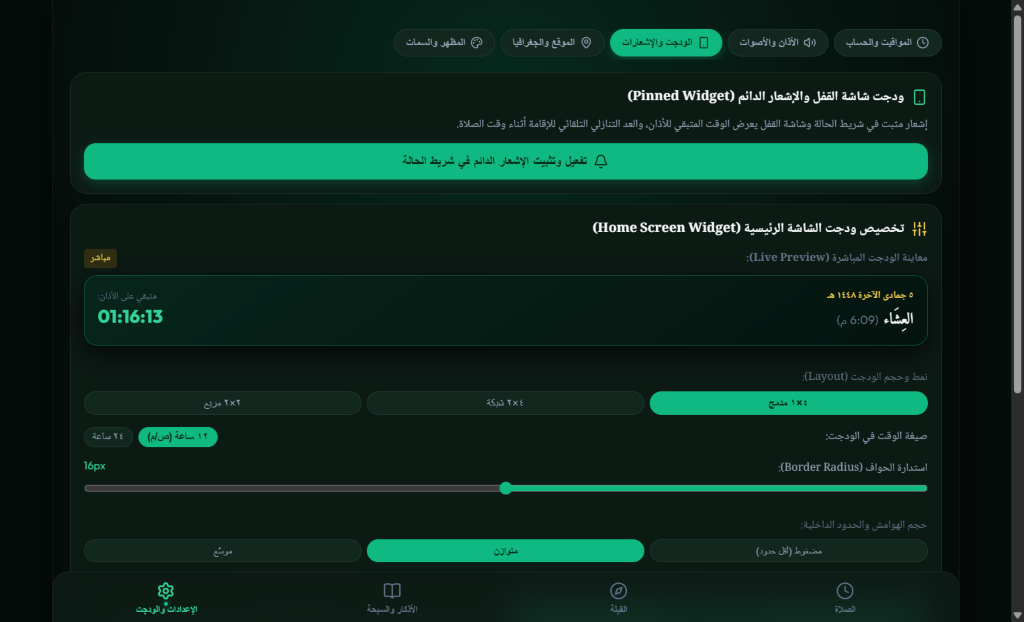 المواقيت والحساب
الأذان والأصوات
الودجت والإشعارات
الموقع والجغرافيا
المظهر والسمات
ودجت شاشة القفل والإشعار الدائم (Pinned Widget)
إشعار مثبت في شريط الحالة وشاشة القفل يعرض الوقت المتبقي للأذان، والعد التنازلي التلقائي للإقامة أثناء وقت الصلاة.
تفعيل وتثبيت الإشعار الدائم في شريط الحالة
تخصيص ودجت الشاشة الرئيسية (Home Screen Widget)
معاينة الودجت المباشرة (Live Preview):
مباشر
٥ جمادى الآخرة ١٤٤٨ هـ
العِشَاء (6:09 م)
متبقي على الأذان:
01:16:13
نمط وحجم الودجت (Layout):
٤×١ مدمج
٤×٢ شبكة
٢×٢ مربع
صيغة الوقت في الودجت:
١٢ ساعة (ص/م)
٢٤ ساعة
استدارة الحواف (Border Radius):
16px
حجم الهوامش والحدود الداخلية:
مضغوط (أقل حدود)
متوازن
موسّع
الصلاة
القبلة
الأذكار والسبحة
الإعدادات والودجت